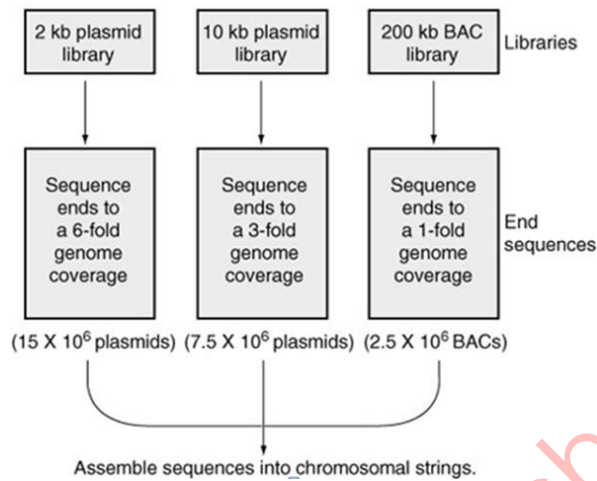 2 kb plasmid
library
10 kb plasmid
library
200 kb BAC
library
Libraries
Sequence
ends to
a 6-fold
genome
coverage
Sequence
ends to
a 3-fold
genome
coverage
Sequence
ends to
a 1-fold
genome
coverage
End
sequences
(15 X 10⁶ plasmids)
(7.5 X 10⁶ plasmids)
(2.5 X 10⁶ BACs)
Assemble sequences into chromosomal strings.